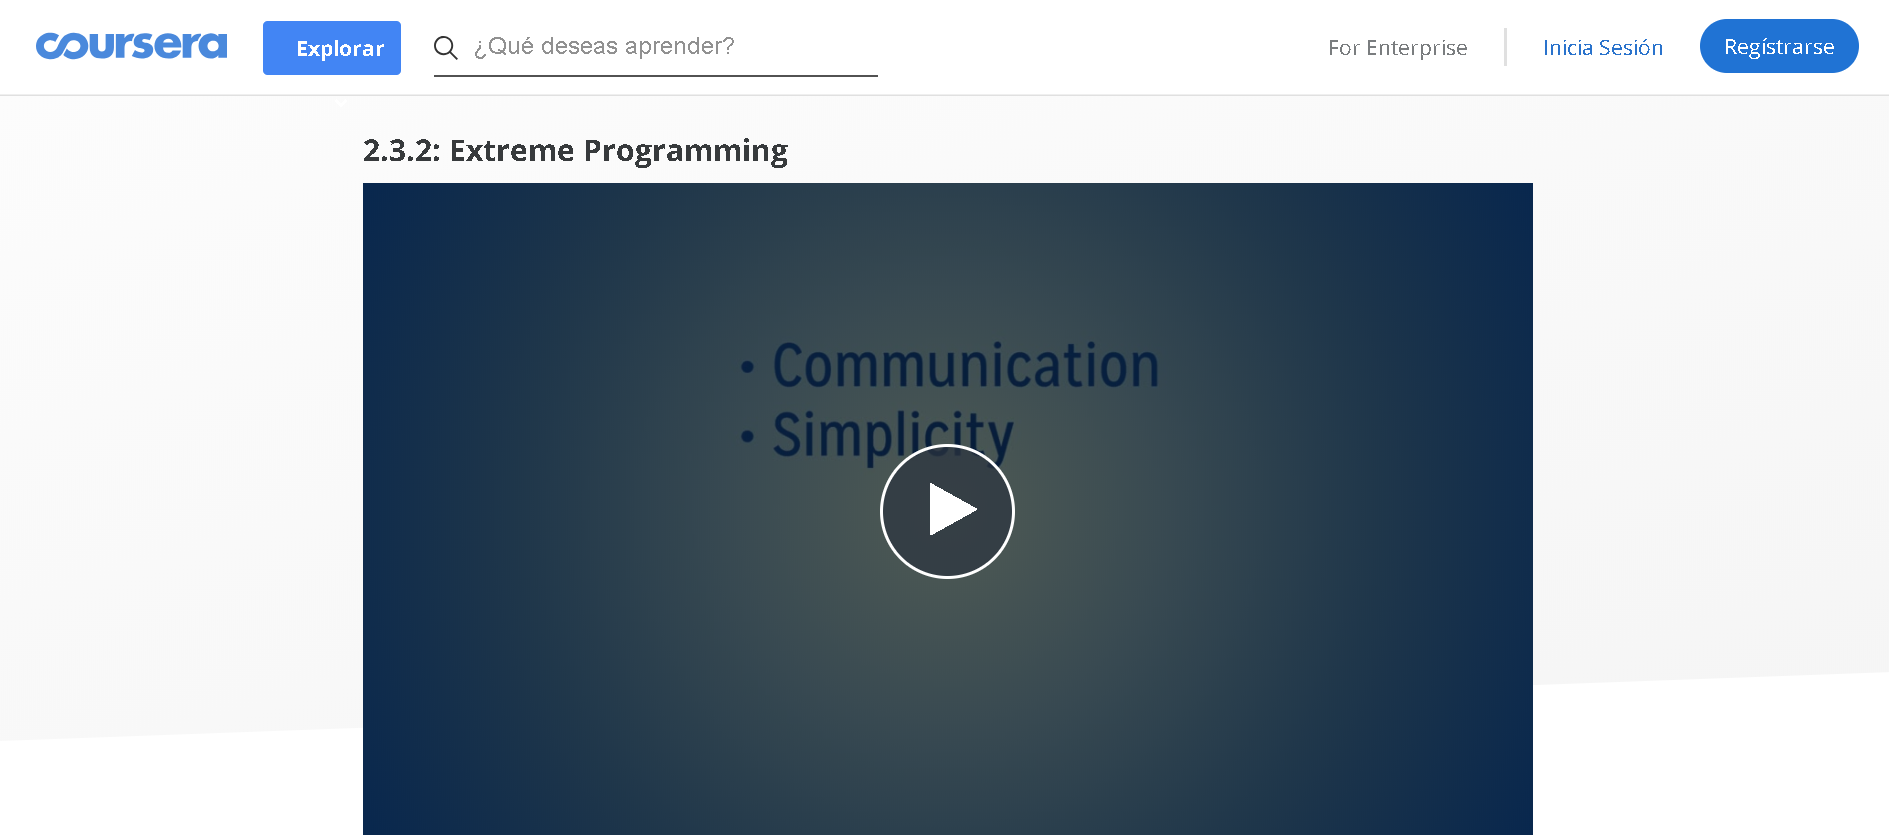 coursera
Explorar
¿Qué deseas aprender?
For Enterprise
Inicia Sesión
Regístrarse
2.3.2: Extreme Programming
• Communication
• Simplicity